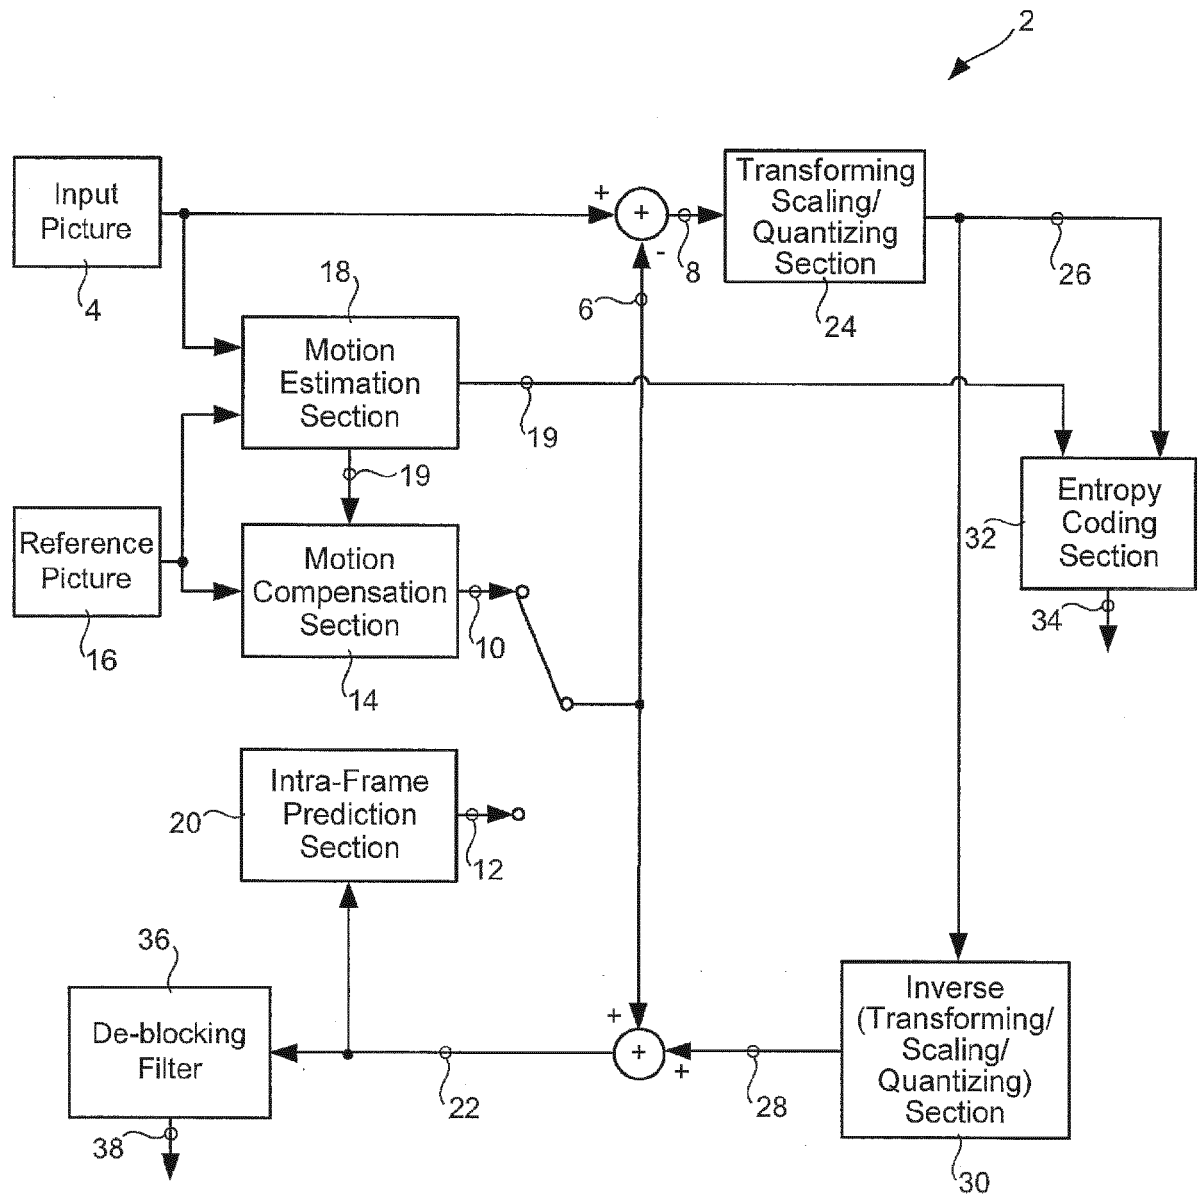 2
Input
Picture
4
+
+
-
8
6
Transforming
Scaling/
Quantizing
Section
24
26
18
Motion
Estimation
Section
19
19
Reference
Picture
16
Motion
Compensation
Section
14
10
Entropy
Coding
Section
32
34
Intra-Frame
Prediction
Section
20
12
36
De-blocking
Filter
38
22
+
+
+
28
Inverse
(Transforming/
Scaling/
Quantizing)
Section
30